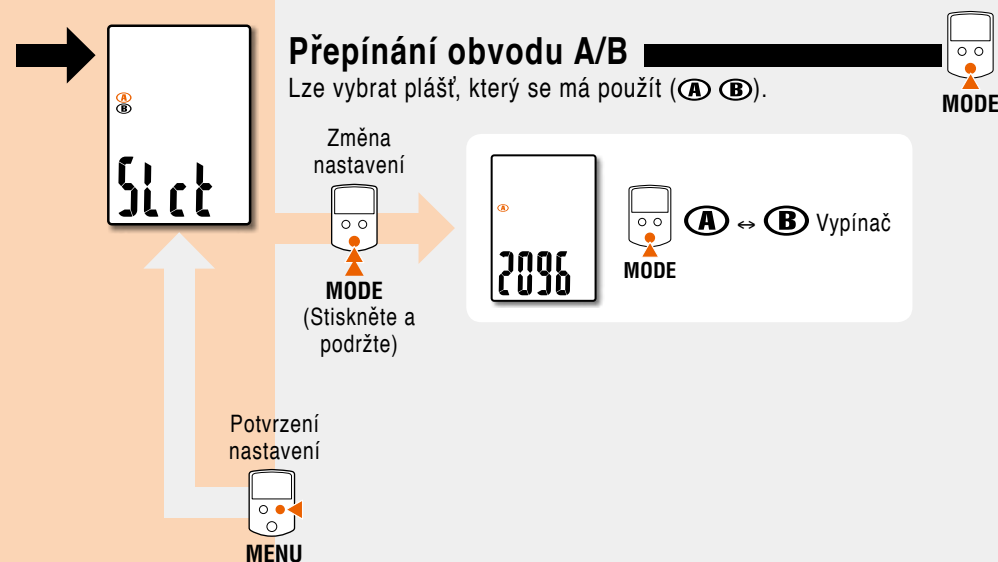 Přepínání obvodu A/B
Lze vybrat plášť, který se má použít (Ⓐ Ⓑ).
MODE
Ⓐ
Ⓑ
Slct
Změna
nastavení
MODE
(Stiskněte a
podržte)
Ⓐ
2096
MODE
Ⓐ ↔ Ⓑ Vypínač
Potvrzení
nastavení
MENU